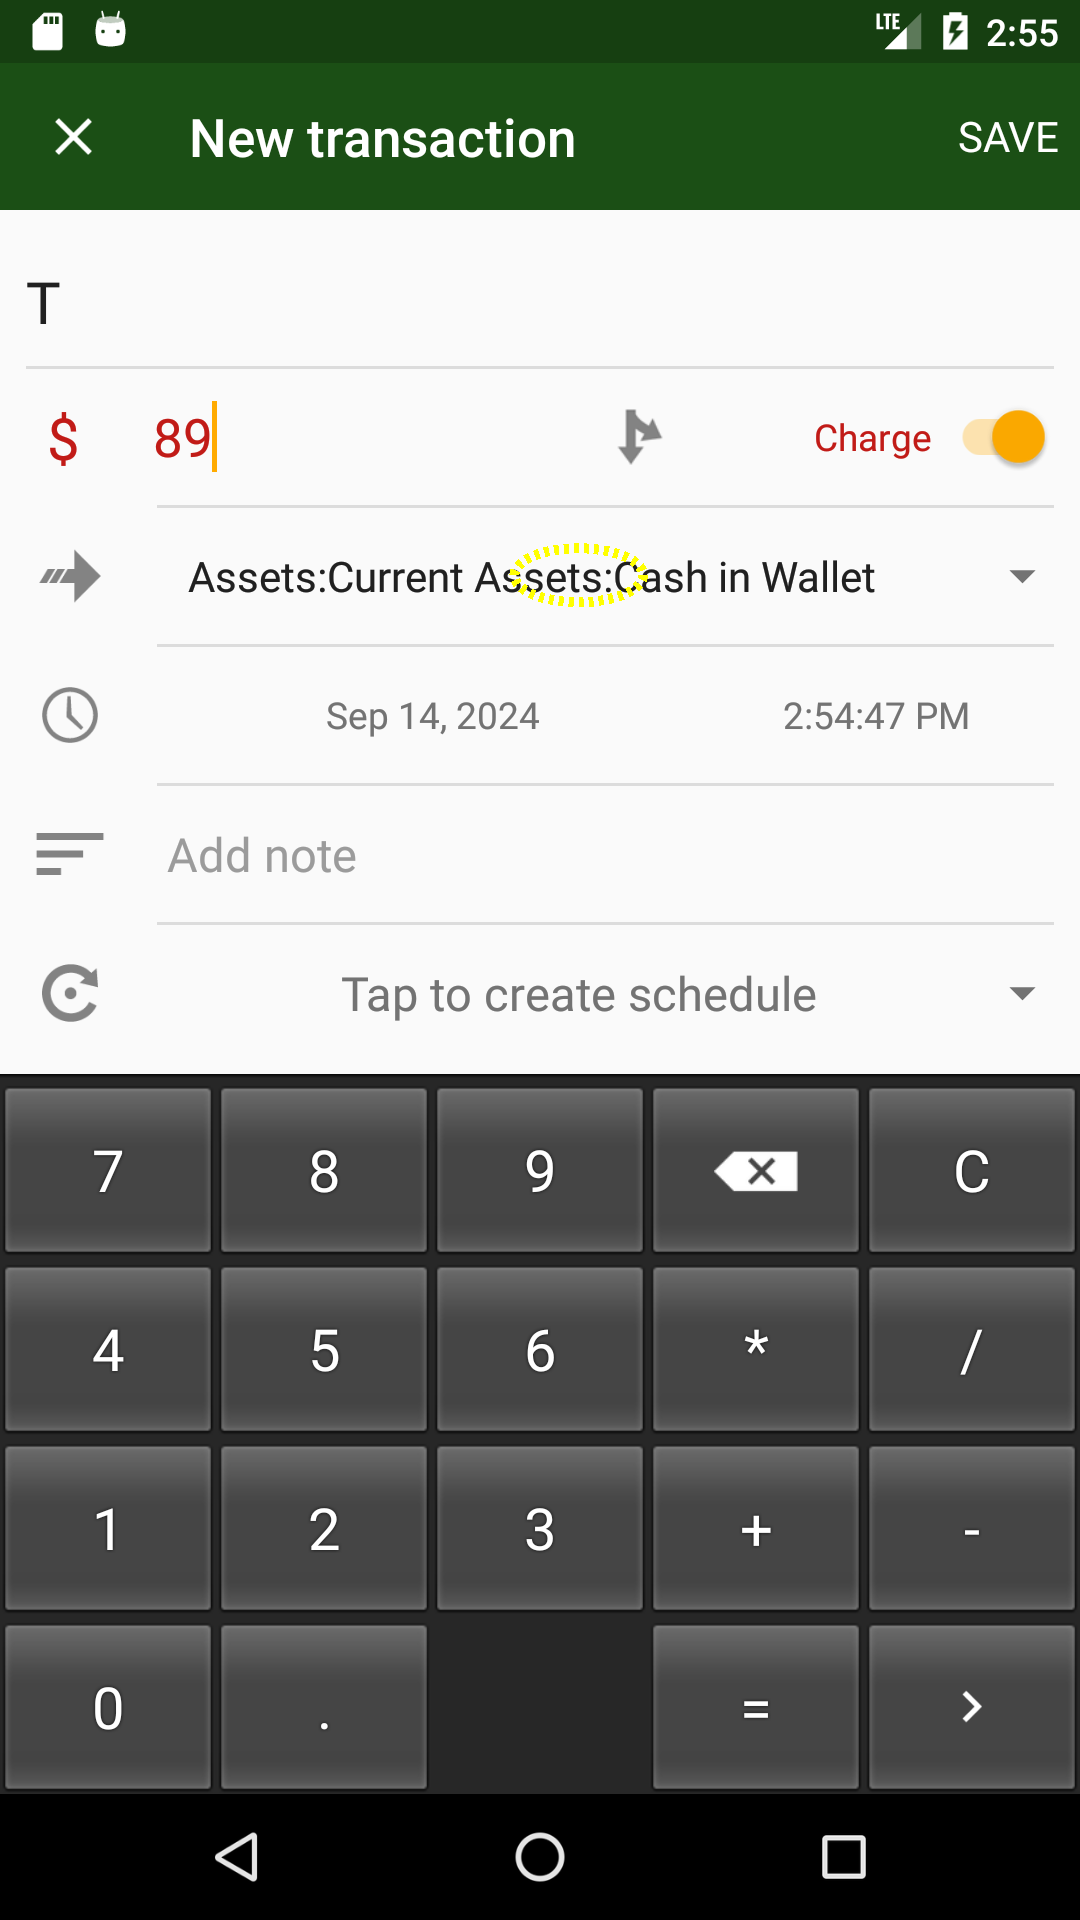 LTE 2:55
New transaction SAVE
T
$ 89 Charge
Assets:Current Assets:Cash in Wallet
Sep 14, 2024 2:54:47 PM
Add note
Tap to create schedule
7 8 9 C
4 5 6 * /
1 2 3 + -
0 . = >